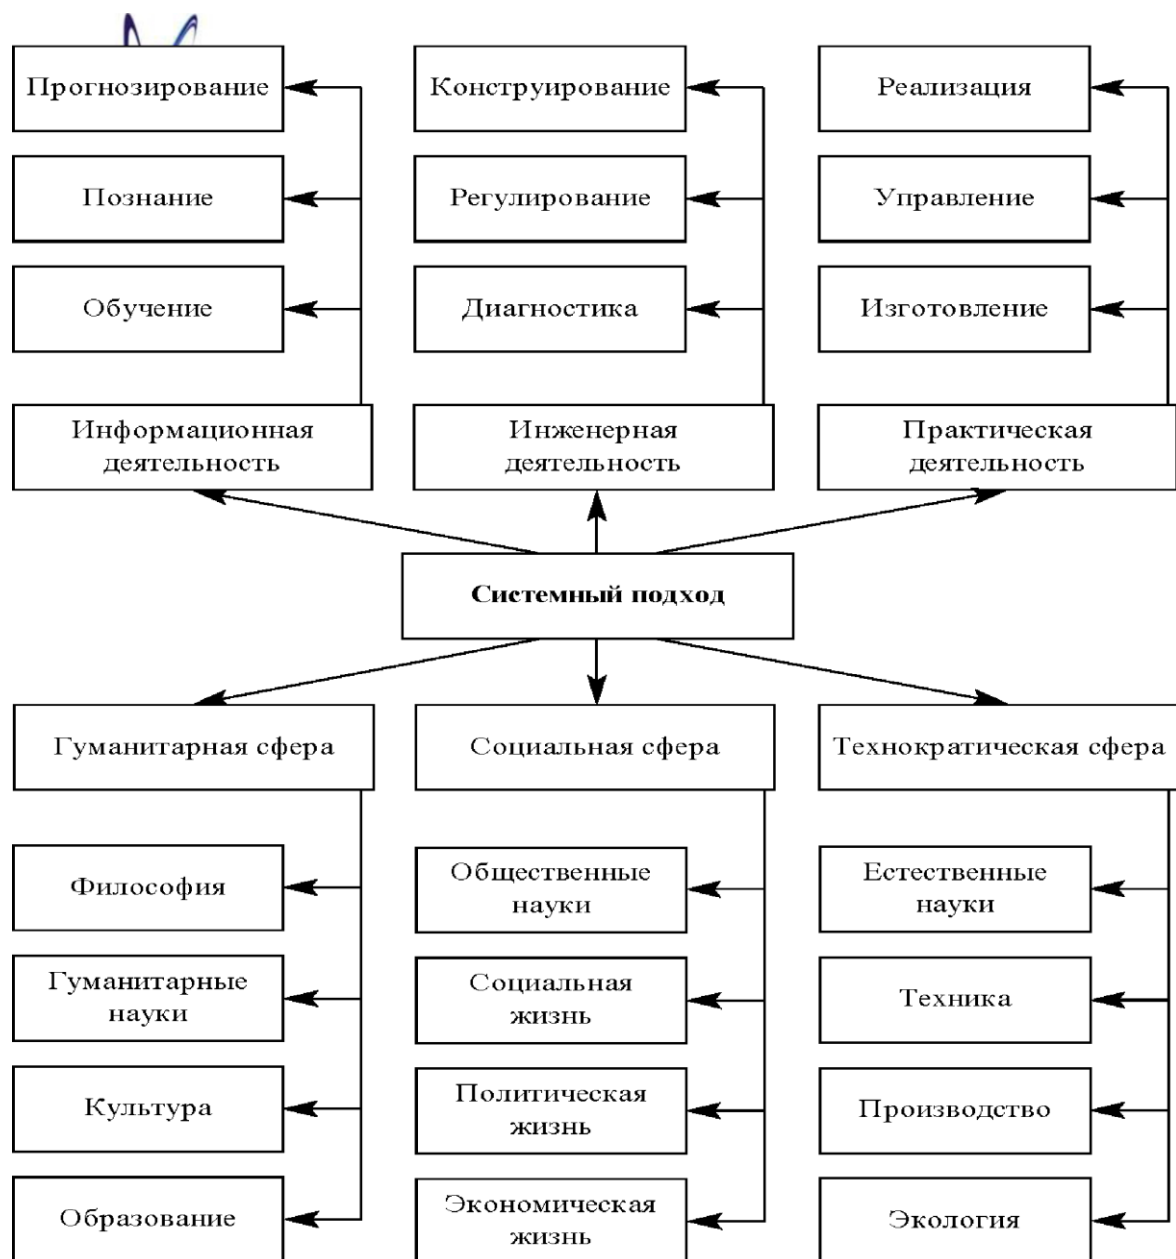 Прогнозирование
Конструирование
Реализация
Познание
Регулирование
Управление
Обучение
Диагностика
Изготовление
Информационная
деятельность
Инженерная
деятельность
Практическая
деятельность
Системный подход
Гуманитарная сфера
Социальная сфера
Технократическая сфера
Философия
Общественные
науки
Естественные
науки
Гуманитарные
науки
Социальная
жизнь
Техника
Культура
Политическая
жизнь
Производство
Образование
Экономическая
жизнь
Экология